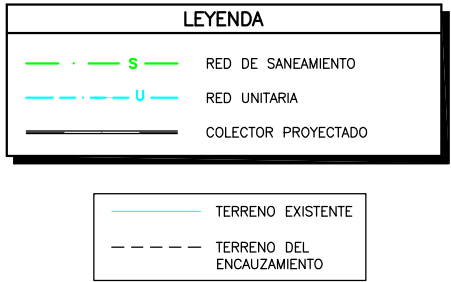 LEYENDA
S RED DE SANEAMIENTO
U RED UNITARIA
COLECTOR PROYECTADO
TERRENO EXISTENTE
TERRENO DEL
ENCAUZAMIENTO